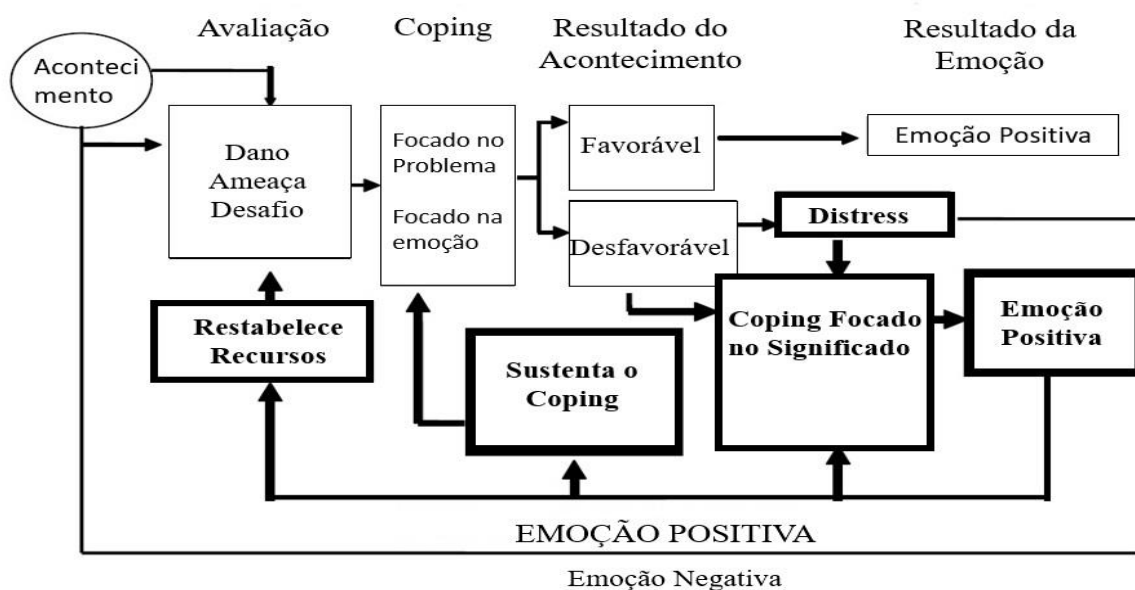 Avaliação
Coping
Resultado do
Acontecimento
Resultado da
Emoção
Aconteci
mento
Dano
Ameaça
Desafio
Focado no
Problema
Focado na
emoção
Favorável
Desfavorável
Emoção Positiva
Distress
Restabelece
Recursos
Sustenta o
Coping
Coping Focado
no Significado
Emoção
Positiva
EMOÇÃO POSITIVA
Emoção Negativa